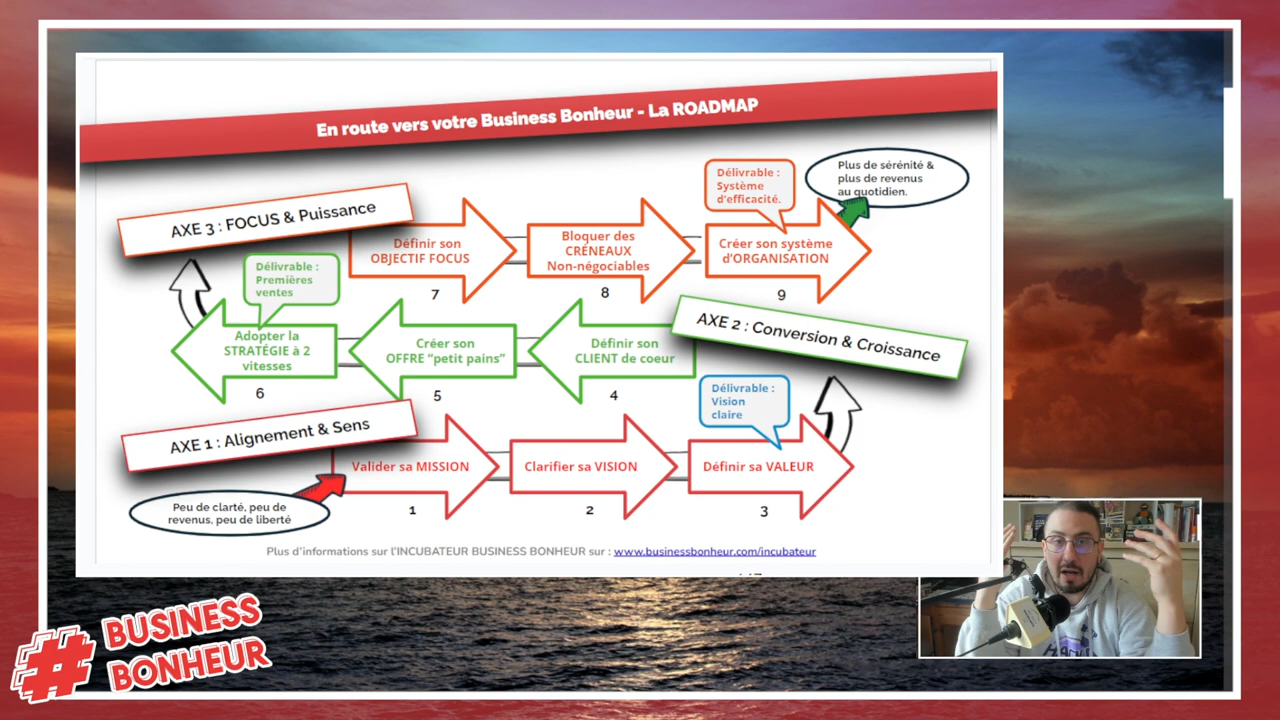 En route vers votre Business Bonheur - La ROADMAP
Plus de sérénité &
plus de revenus
au quotidien.
Délivrable :
Système
d'efficacité.
AXE 3 : FOCUS & Puissance
Définir son
OBJECTIF FOCUS
7
Bloquer des
CRÉNEAUX
Non-négociables
8
Créer son système
d'ORGANISATION
9
Délivrable :
Premières
ventes
AXE 2 : Conversion & Croissance
Adopter la
STRATÉGIE à 2
vitesses
6
Créer son
OFFRE "petit pains"
5
Définir son
CLIENT de coeur
4
Délivrable :
Vision
claire
AXE 1 : Alignement & Sens
Valider sa MISSION
1
Clarifier sa VISION
2
Définir sa VALEUR
3
Peu de clarté, peu de
revenus, peu de liberté
Plus d'informations sur l'INCUBATEUR BUSINESS BONHEUR sur : www.businessbonheur.com/incubateur
# BUSINESS
BONHEUR